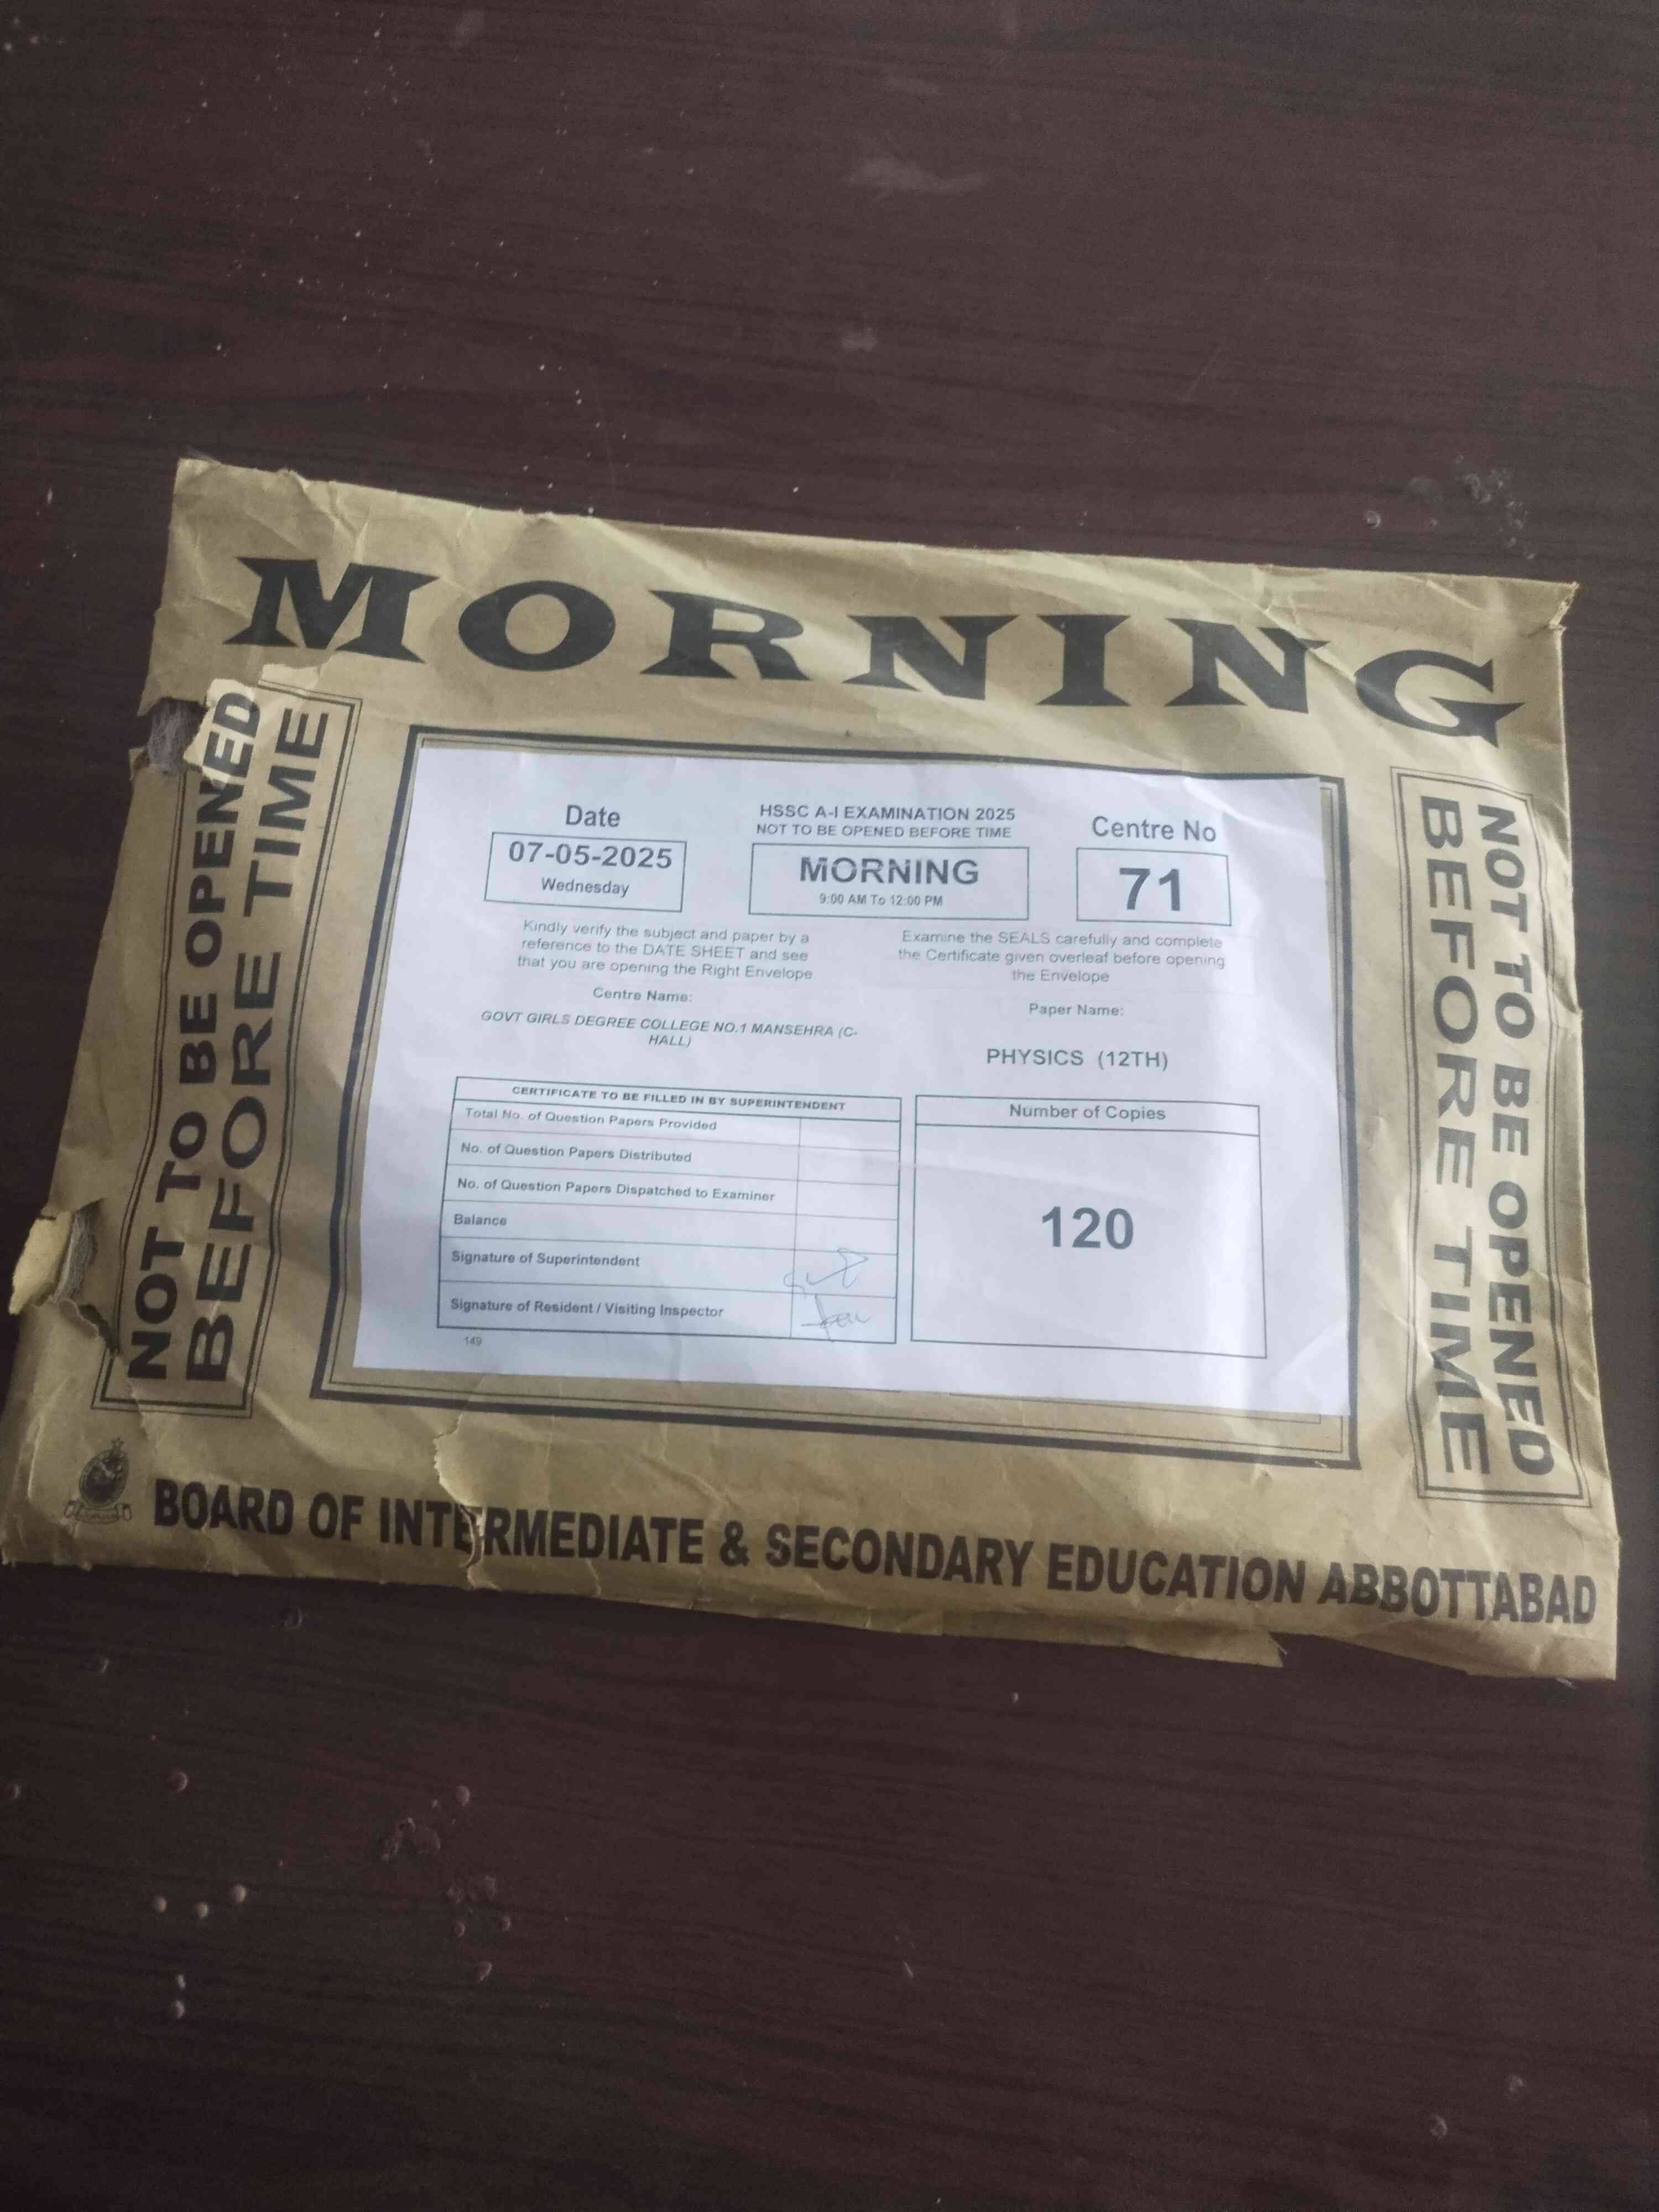 MORNING
NOT TO BE OPENED
BEFORE TIME
Date
07-05-2025
Wednesday
HSSC A-I EXAMINATION 2025
NOT TO BE OPENED BEFORE TIME
MORNING
9:00 AM To 12:00 PM
Centre No
71
Kindly verify the subject and paper by a
reference to the DATE SHEET and see
that you are opening the Right Envelope
Examine the SEALS carefully and complete
the Certificate given overleaf before opening
the Envelope
Centre Name:
GOVT GIRLS DEGREE COLLEGE NO.1 MANSEHRA (C-
HALL)
Paper Name:
PHYSICS (12TH)
CERTIFICATE TO BE FILLED IN BY SUPERINTENDENT
Total No. of Question Papers Provided
No. of Question Papers Distributed
No. of Question Papers Dispatched to Examiner
Balance
Signature of Superintendent
Signature of Resident / Visiting Inspector
149
Number of Copies
120
NOT TO BE OPENED
BEFORE TIME
BOARD OF INTERMEDIATE & SECONDARY EDUCATION ABBOTTABAD